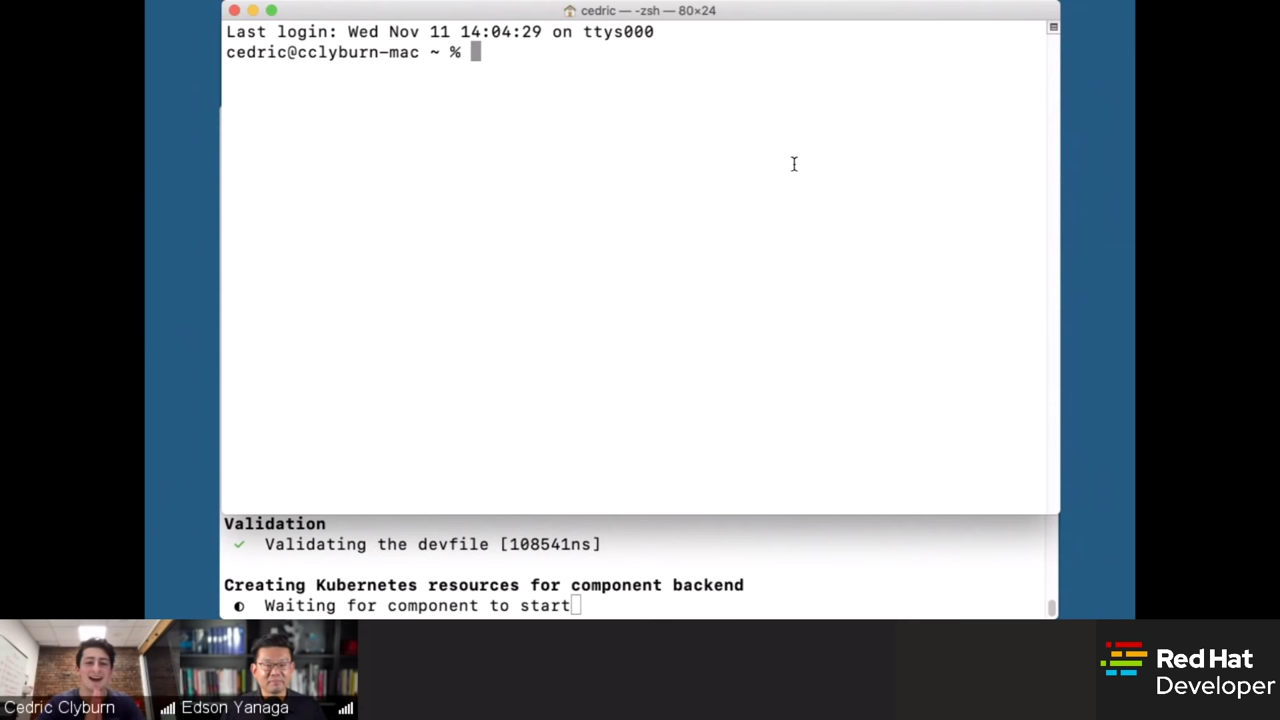 cedric — -zsh — 80×24
Last login: Wed Nov 11 14:04:29 on ttys000
cedric@cclyburn-mac ~ %
Validation
✓ Validating the devfile [108541ns]
Creating Kubernetes resources for component backend
◐ Waiting for component to start
Cedric Clyburn
Edson Yanaga
Red Hat
Developer